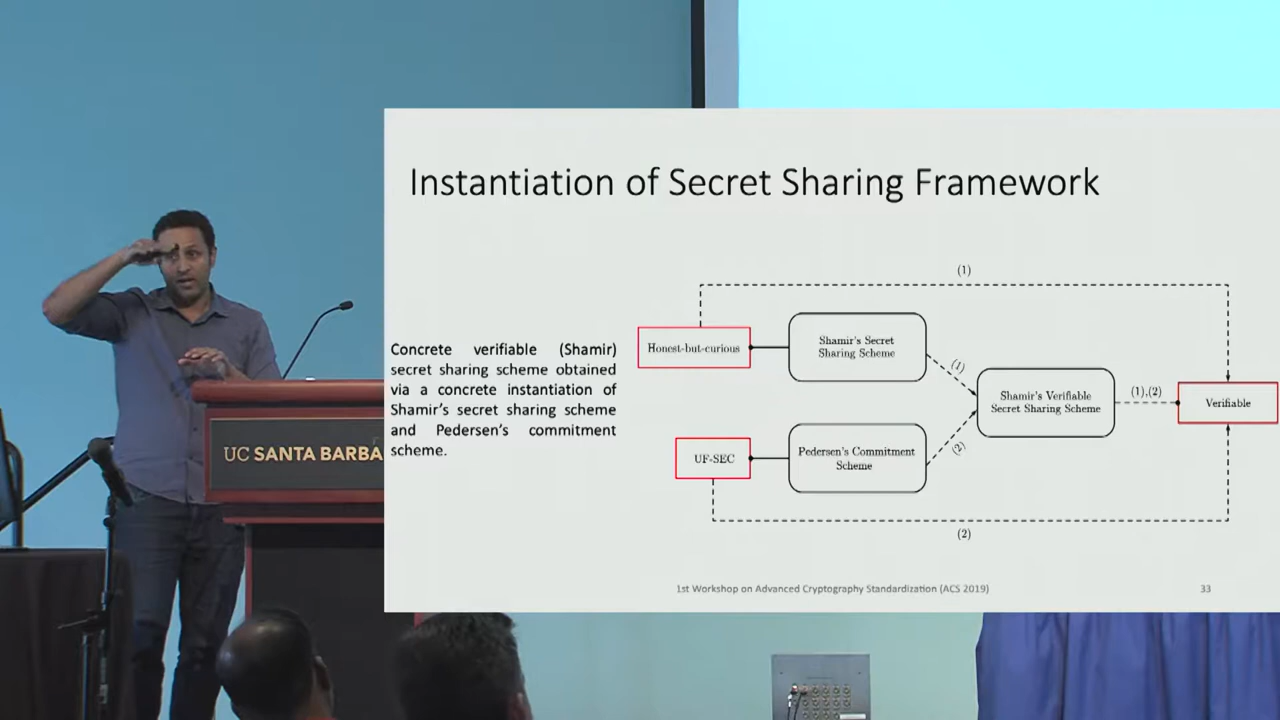 Instantiation of Secret Sharing Framework
(1)
Honest-but-curious
Shamir's Secret
Sharing Scheme
(1)
Concrete verifiable (Shamir)
secret sharing scheme obtained
via a concrete instantiation of
Shamir's secret sharing scheme
and Pedersen's commitment
scheme.
Shamir's Verifiable
Secret Sharing Scheme
(1),(2)
Verifiable
UF-SEC
Pedersen's Commitment
Scheme
(2)
(2)
UC SANTA BARBA
1st Workshop on Advanced Cryptography Standardization (ACS 2019)
33